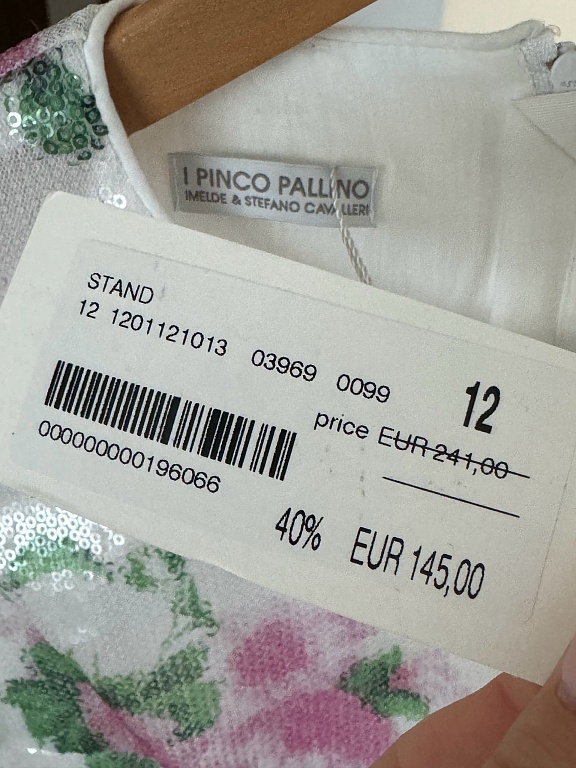 I PINCO PALLINO
IMELDE & STEFANO CAVALLERI
STAND
12 1201121013 03969 0099
12
price EUR 241,00
000000000196066
40% EUR 145,00